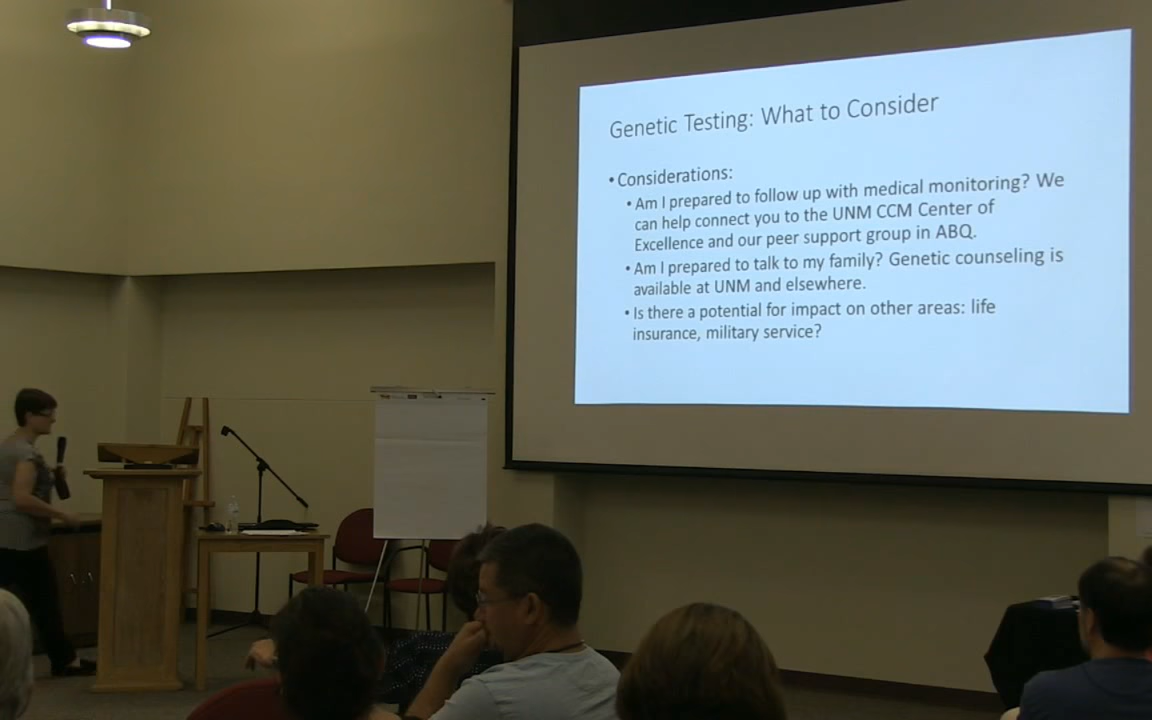 Genetic Testing: What to Consider
• Considerations:
• Am I prepared to follow up with medical monitoring? We
can help connect you to the UNM CCM Center of
Excellence and our peer support group in ABQ.
• Am I prepared to talk to my family? Genetic counseling is
available at UNM and elsewhere.
• Is there a potential for impact on other areas: life
insurance, military service?